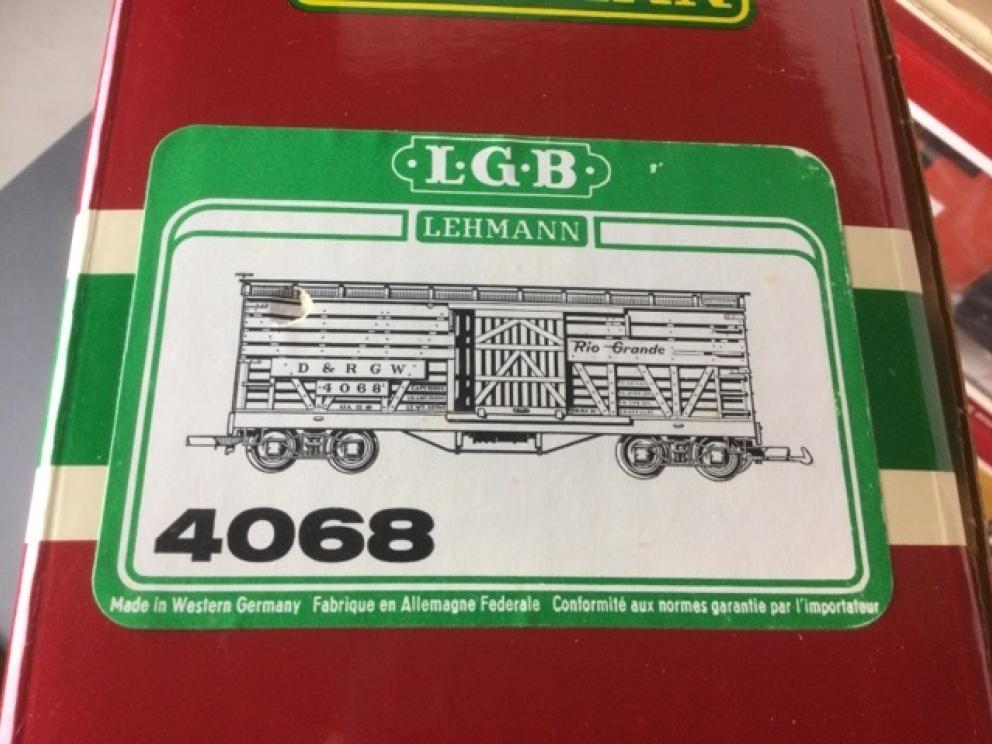 L·G·B
LEHMANN
D & R G W
4068
Rio Grande
4068
Made in Western Germany Fabrique en Allemagne Federale Conformité aux normes garantie par l'importateur